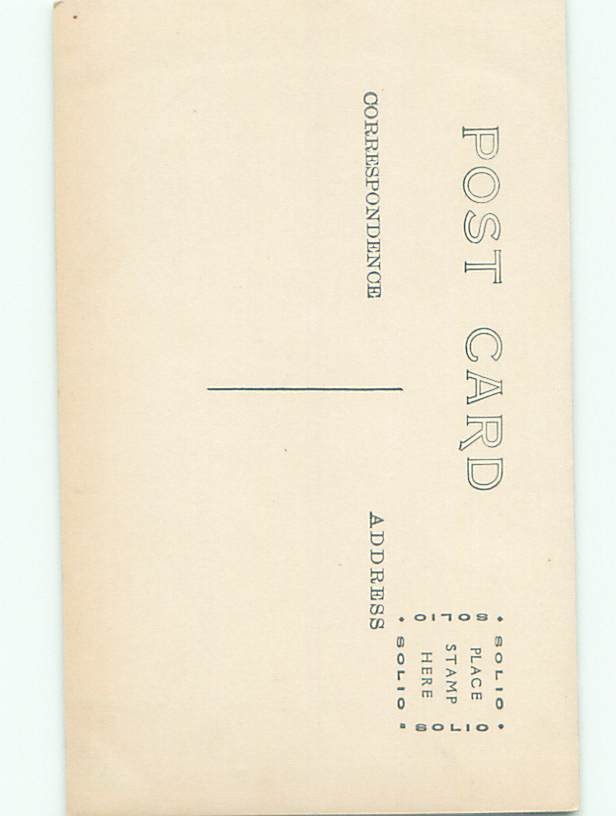 POST CARD
CORRESPONDENCE
ADDRESS
SOLIO
SOLIO
PLACE
STAMP
HERE
SOLIO
SOLIO